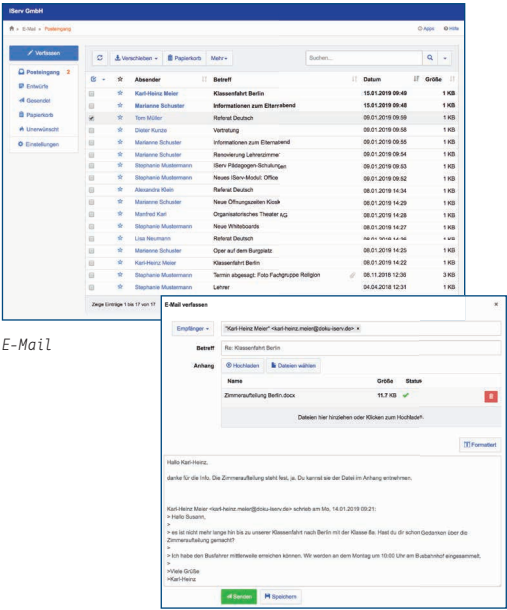 IServ GmbH
E-Mail Posteingang
Apps Hilfe
Verfassen
Verschieben Papierkorb Mehr Suchen...
Posteingang 2
Entwürfe
Gesendet
Papierkorb
Unerwünscht
Einstellungen
Absender Betreff Datum Größe
Karl-Heinz Meier Klassenfahrt Berlin 15.01.2019 09:49 1 KB
Marianne Schuster Informationen zum Elternabend 15.01.2019 09:48 1 KB
Tom Müller Referat Deutsch 09.01.2019 09:59 1 KB
Dieter Kunze Vertretung 09.01.2019 09:58 1 KB
Marianne Schuster Informationen zum Elternabend 09.01.2019 09:55 1 KB
Marianne Schuster Renovierung Lehrerzimmer 09.01.2019 09:54 1 KB
Stephanie Mustermann IServ Pädagogen-Schulungen 09.01.2019 09:53 1 KB
Stephanie Mustermann Neues IServ-Modul: Office 09.01.2019 09:52 1 KB
Alexandra Klein Referat Deutsch 08.01.2019 14:34 1 KB
Marianne Schuster Neue Öffnungszeiten Kiosk 08.01.2019 14:29 1 KB
Manfred Karl Organisatorisches Theater AG 08.01.2019 14:28 1 KB
Stephanie Mustermann Neue Whiteboards 08.01.2019 14:27 1 KB
Lisa Neumann Referat Deutsch 08.01.2019 14:26 1 KB
Marianne Schuster Oper auf dem Burgplatz 08.01.2019 14:25 1 KB
Karl-Heinz Meier Klassenfahrt Berlin 08.01.2019 14:22 1 KB
Stephanie Mustermann Termin abgesagt: Foto Fachgruppe Religion 08.11.2018 12:36 3 KB
Stephanie Mustermann Lehrer 04.04.2018 12:31 1 KB
Zeige Einträge 1 bis 17 von 17
E-Mail
E-Mail verfassen ×
Empfänger "Karl-Heinz Meier" <karl-heinz.meier@doku-iserv.de> ×
Betreff Re: Klassenfahrt Berlin
Anhang Hochladen Dateien wählen
Name Größe Status
Zimmeraufteilung Berlin.docx 11.7 KB
Dateien hier hinziehen oder Klicken zum Hochladen.
Formatiert
Hallo Karl-Heinz,
danke für die Info. Die Zimmeraufteilung steht fest, ja. Du kannst sie der Datei im Anhang entnehmen.
Karl-Heinz Meier <karl-heinz.meier@doku-iserv.de> schrieb am Mo, 14.01.2019 09:21:
> Hallo Susann,
>
> es ist nicht mehr lange hin bis zu unserer Klassenfahrt nach Berlin mit der Klasse 8a. Hast du dir schon Gedanken über die
Zimmeraufteilung gemacht?
>
> Ich habe den Busfahrer mittlerweile erreichen können. Wir werden an dem Montag um 10:00 Uhr am Busbahnhof eingesammelt.
>
>Viele Grüße
>Karl-Heinz
Senden Speichern